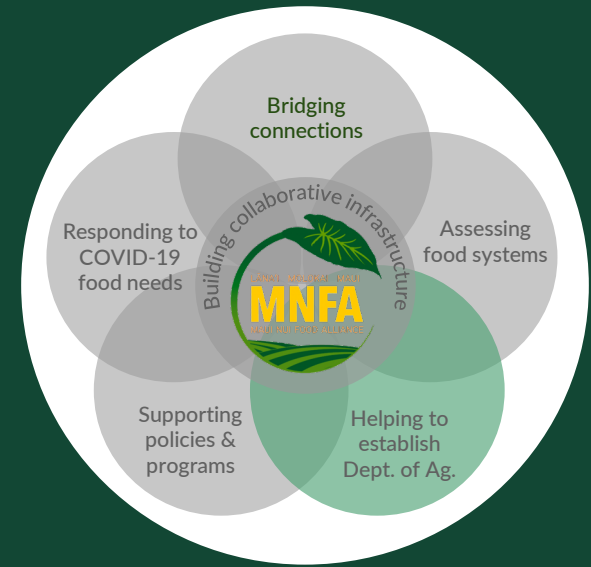 Bridging
connections
Responding to
COVID-19
food needs
Building collaborative infrastructure
Assessing
food systems
MNFA
Supporting
policies &
programs
Helping to
establish
Dept. of Ag.